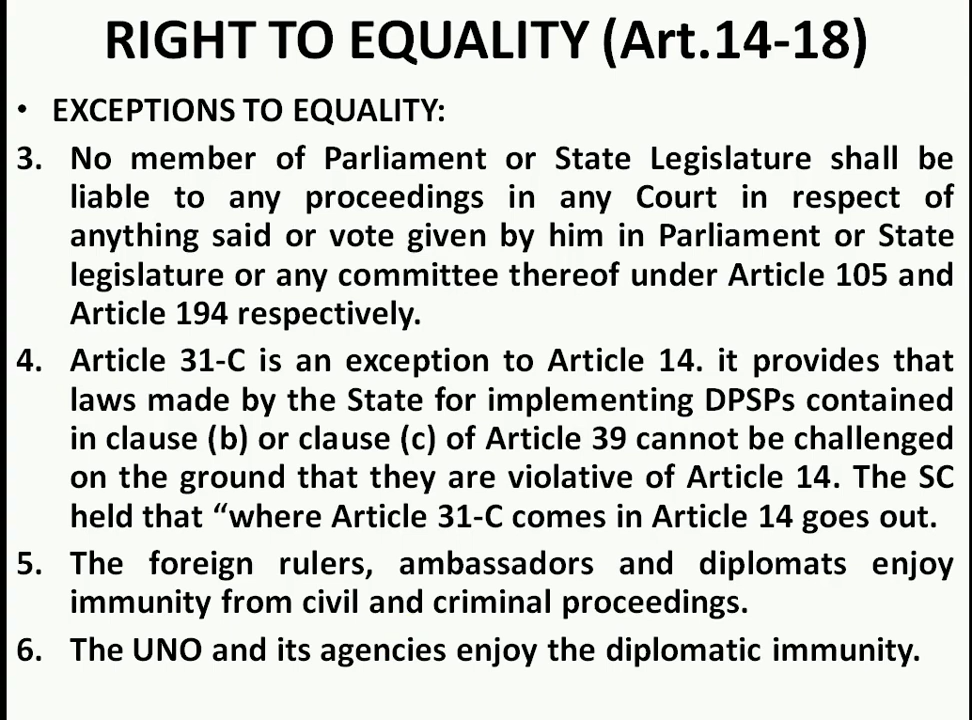 RIGHT TO EQUALITY (Art.14-18)
• EXCEPTIONS TO EQUALITY:
3. No member of Parliament or State Legislature shall be
liable to any proceedings in any Court in respect of
anything said or vote given by him in Parliament or State
legislature or any committee thereof under Article 105 and
Article 194 respectively.
4. Article 31-C is an exception to Article 14. it provides that
laws made by the State for implementing DPSPs contained
in clause (b) or clause (c) of Article 39 cannot be challenged
on the ground that they are violative of Article 14. The SC
held that “where Article 31-C comes in Article 14 goes out.
5. The foreign rulers, ambassadors and diplomats enjoy
immunity from civil and criminal proceedings.
6. The UNO and its agencies enjoy the diplomatic immunity.